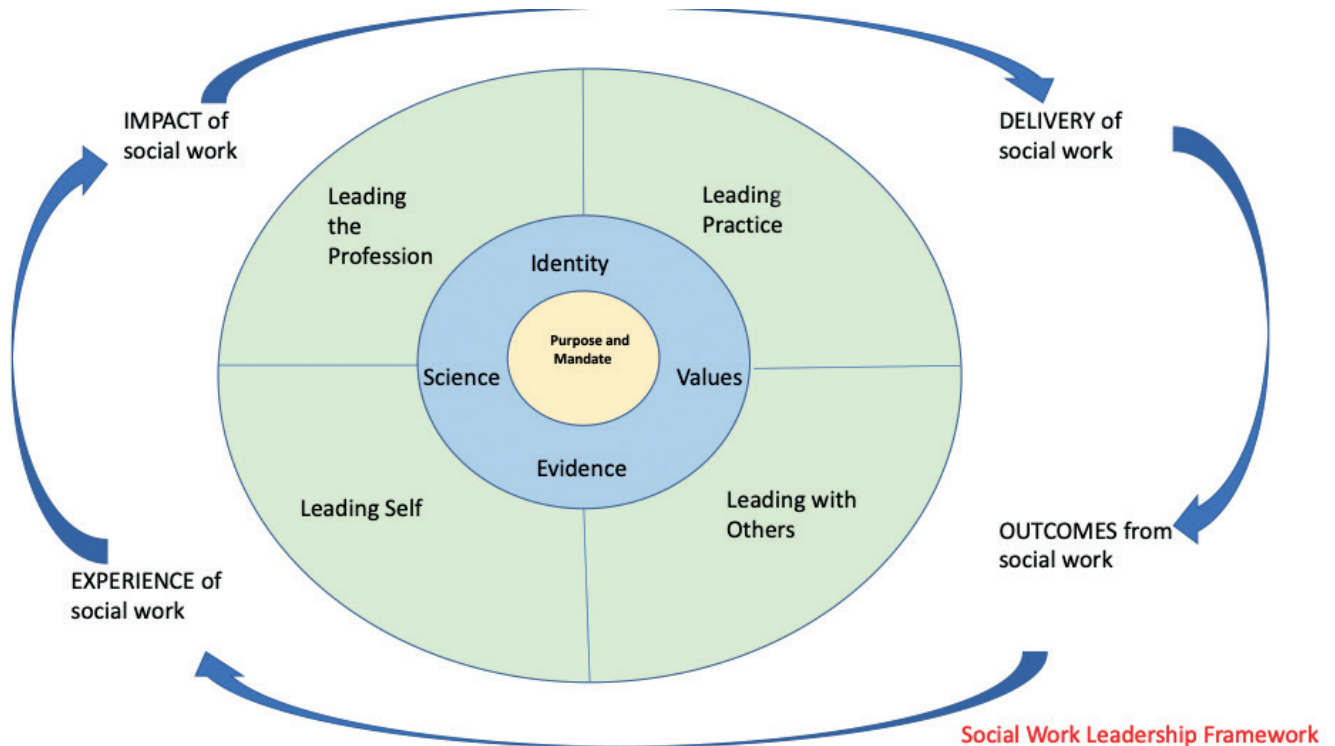 IMPACT of
social work
DELIVERY of
social work
Leading
the
Profession
Leading
Practice
Identity
Purpose and
Mandate
Science
Values
Evidence
Leading Self
Leading with
Others
EXPERIENCE of
social work
OUTCOMES from
social work
Social Work Leadership Framework